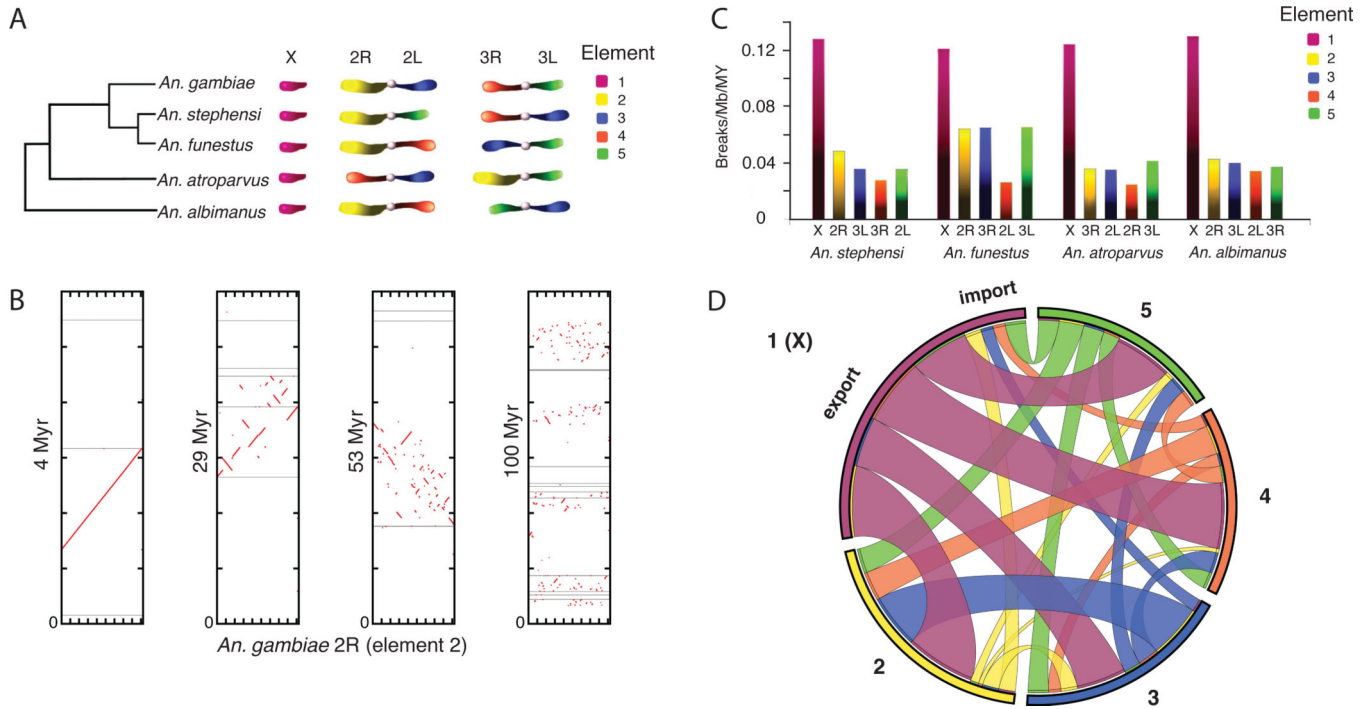 A
X 2R 2L 3R 3L Element
An. gambiae
An. stephensi
An. funestus
An. atroparvus
An. albimanus
1
2
3
4
5
B
4 Myr
0
29 Myr
0
53 Myr
0
100 Myr
0
An. gambiae 2R (element 2)
C
Element
1
2
3
4
5
Breaks/Mb/MY
0.12
0.08
0.04
0
X 2R 3L 3R 2L
An. stephensi
X 2R 3R 2L 3L
An. funestus
X 3R 2L 2R 3L
An. atroparvus
X 2R 3L 2L 3R
An. albimanus
D
1 (X)
import
export
5
4
3
2